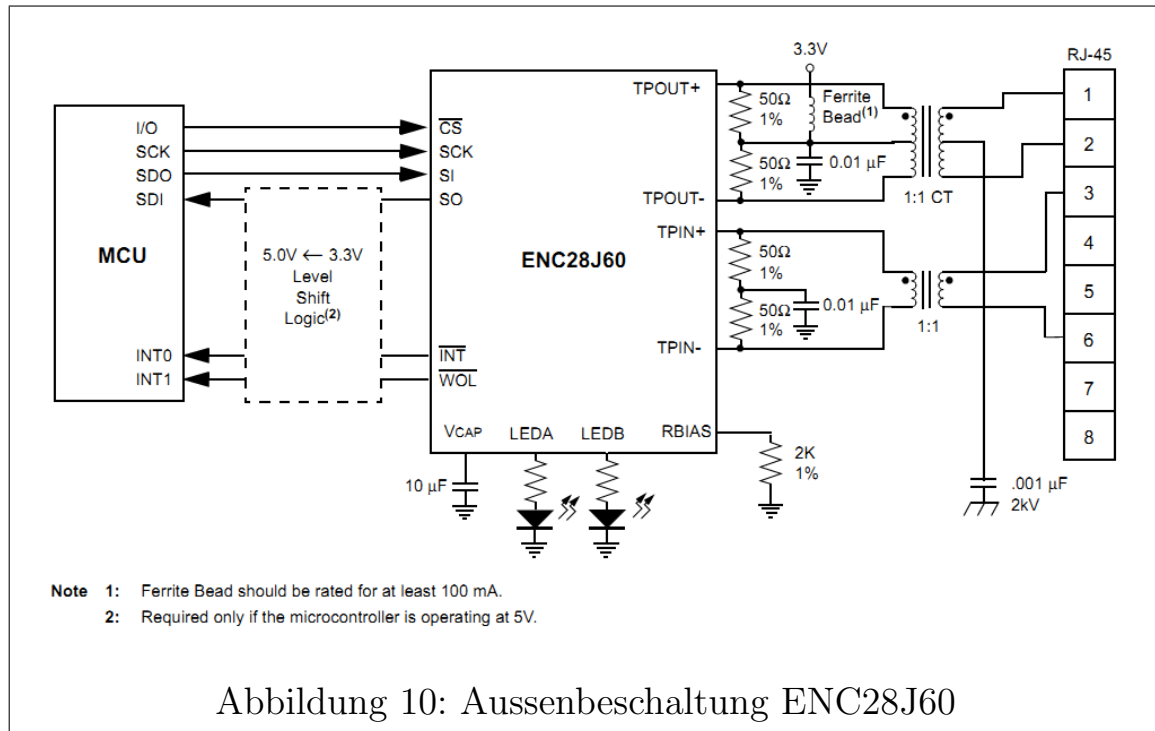 MCU
I/O
SCK
SDO
SDI
INT0
INT1
5.0V ← 3.3V
Level
Shift
Logic(2)
ENC28J60
CS
SCK
SI
SO
INT
WOL
VCAP
LEDA
LEDB
RBIAS
TPOUT+
TPOUT-
TPIN+
TPIN-
10 µF
2K
1%
50Ω
1%
50Ω
1%
3.3V
Ferrite
Bead(1)
0.01 µF
1:1 CT
50Ω
1%
50Ω
1%
0.01 µF
1:1
RJ-45
1
2
3
4
5
6
7
8
.001 µF
2kV
Note 1: Ferrite Bead should be rated for at least 100 mA.
2: Required only if the microcontroller is operating at 5V.
Abbildung 10: Aussenbeschaltung ENC28J60